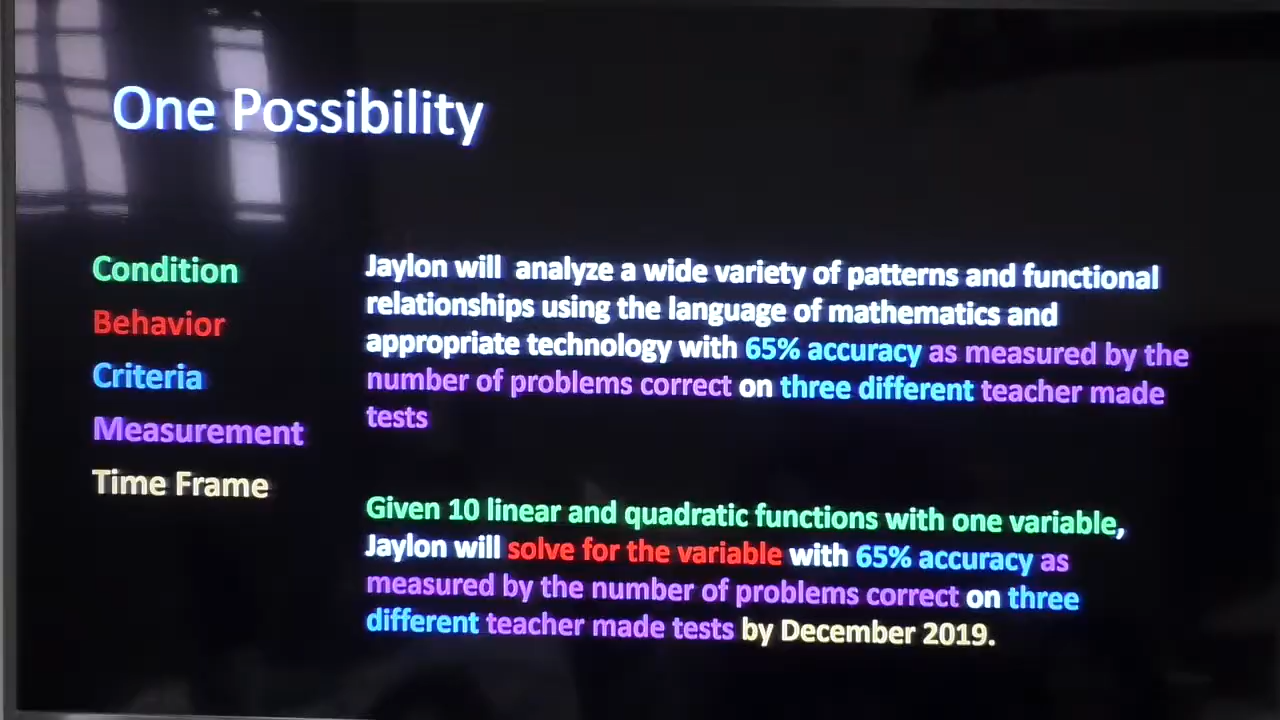 One Possibility
Condition
Behavior
Criteria
Measurement
Time Frame
Jaylon will analyze a wide variety of patterns and functional
relationships using the language of mathematics and
appropriate technology with 65% accuracy as measured by the
number of problems correct on three different teacher made
tests
Given 10 linear and quadratic functions with one variable,
Jaylon will solve for the variable with 65% accuracy as
measured by the number of problems correct on three
different teacher made tests by December 2019.